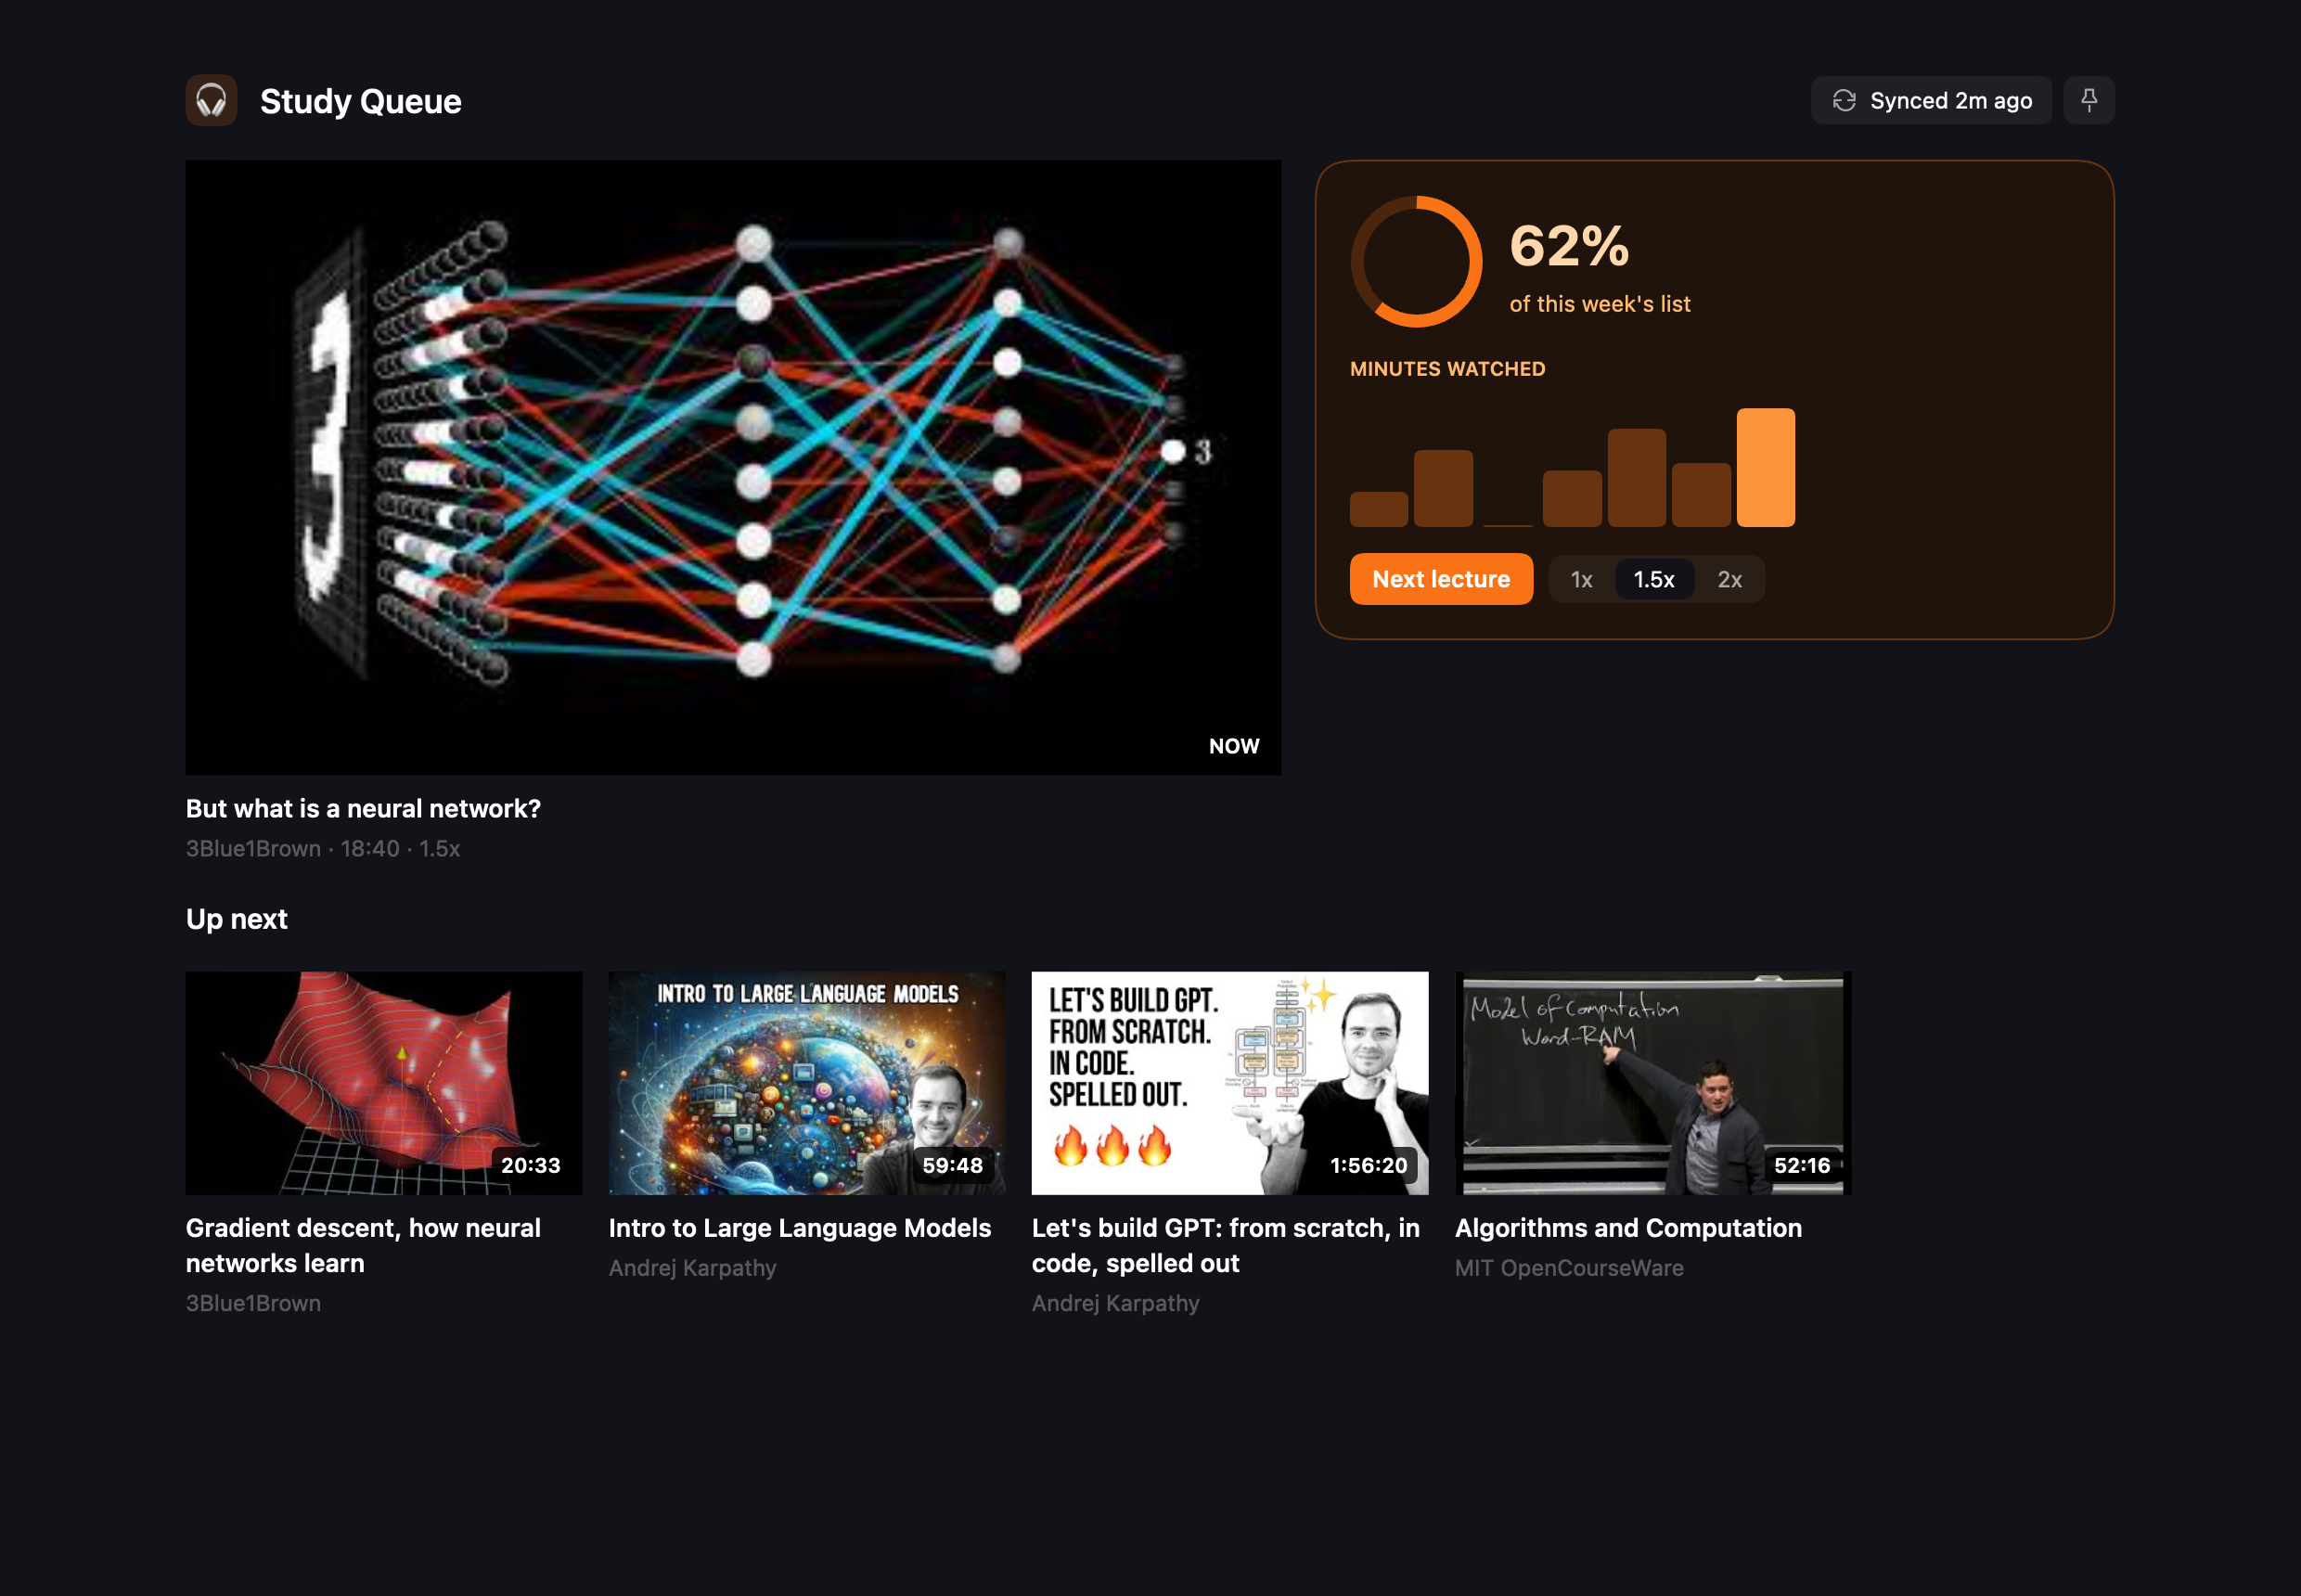 Study Queue
Synced 2m ago
3
NOW
But what is a neural network?
3Blue1Brown · 18:40 · 1.5x
62%
of this week's list
MINUTES WATCHED
Next lecture
1x
1.5x
2x
Up next
INTRO TO LARGE LANGUAGE MODELS
LET'S BUILD GPT.
FROM SCRATCH.
IN CODE.
SPELLED OUT.
Model of Computation
Word-RAM
20:33
59:48
1:56:20
52:16
Gradient descent, how neural
networks learn
3Blue1Brown
Intro to Large Language Models
Andrej Karpathy
Let's build GPT: from scratch, in
code, spelled out
Andrej Karpathy
Algorithms and Computation
MIT OpenCourseWare